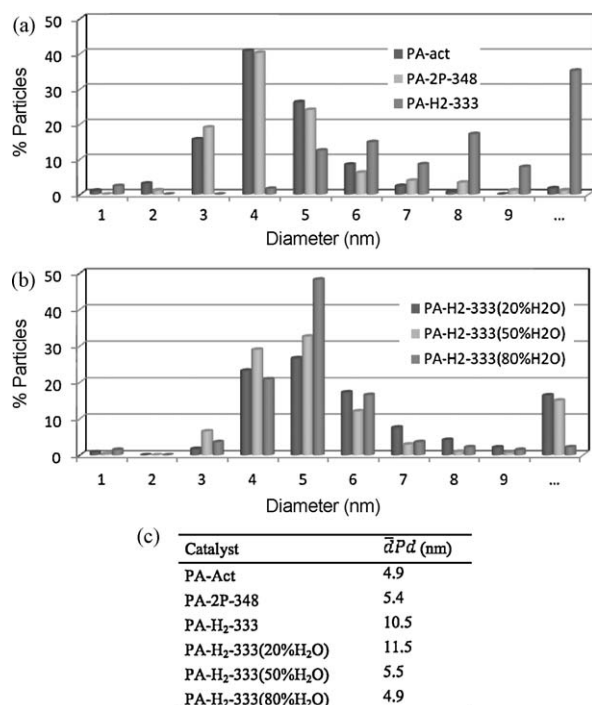 (a)
50
40
30
20
10
0
% Particles
PA-act
PA-2P-348
PA-H2-333
1 2 3 4 5 6 7 8 9 ...
Diameter (nm)
(b)
50
40
30
20
10
0
% Particles
PA-H2-333(20%H2O)
PA-H2-333(50%H2O)
PA-H2-333(80%H2O)
1 2 3 4 5 6 7 8 9 ...
Diameter (nm)
(c)
Catalyst d̅Pd (nm)
PA-Act 4.9
PA-2P-348 5.4
PA-H₂-333 10.5
PA-H₂-333(20%H₂O) 11.5
PA-H₂-333(50%H₂O) 5.5
PA-H₂-333(80%H₂O) 4.9